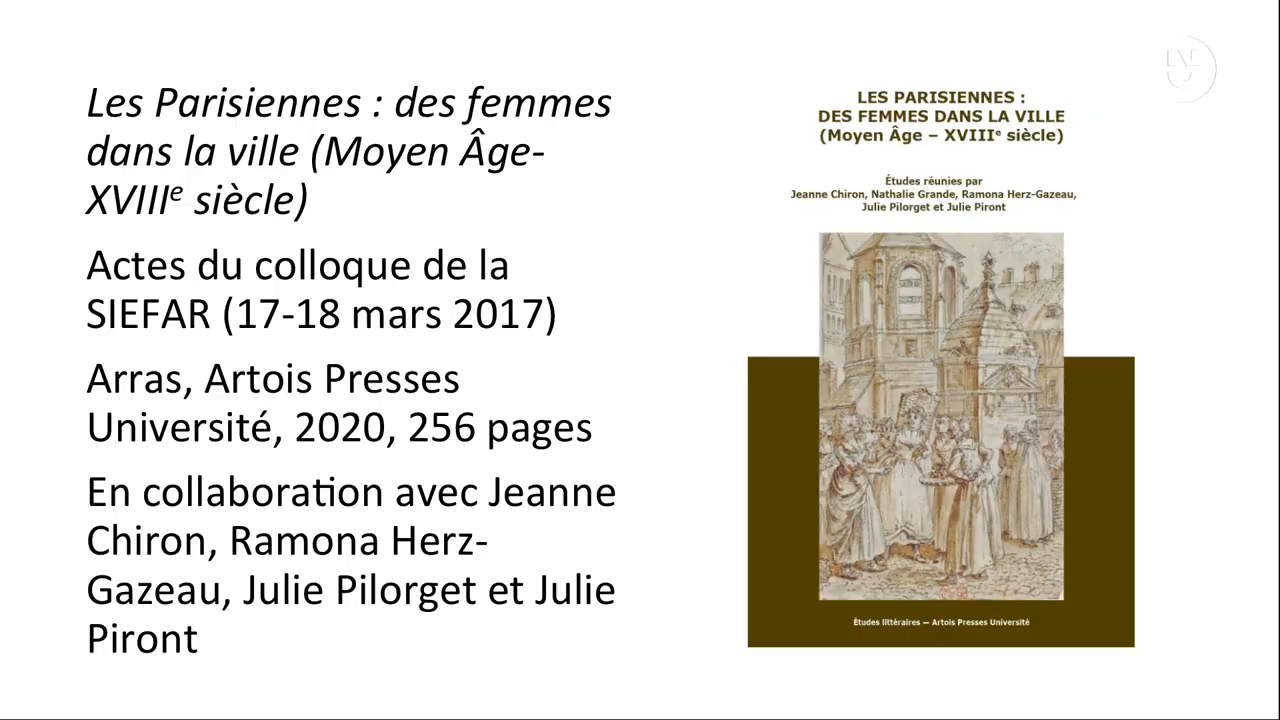 Les Parisiennes : des femmes
dans la ville (Moyen Âge-
XVIIIe siècle)
Actes du colloque de la
SIEFAR (17-18 mars 2017)
Arras, Artois Presses
Université, 2020, 256 pages
En collaboration avec Jeanne
Chiron, Ramona Herz-
Gazeau, Julie Pilorget et Julie
Piront
LES PARISIENNES :
DES FEMMES DANS LA VILLE
(Moyen Âge – XVIIIe siècle)
Études réunies par
Jeanne Chiron, Nathalie Grande, Ramona Herz-Gazeau,
Julie Pilorget et Julie Piront
Études littéraires — Artois Presses Université